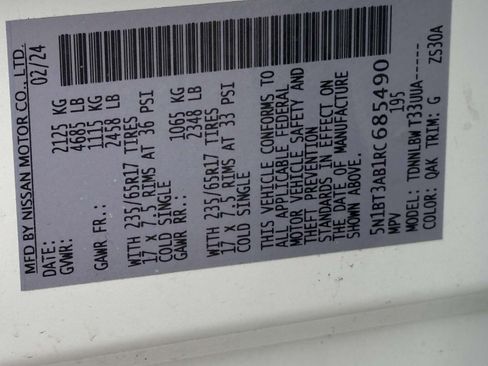 MFD BY NISSAN MOTOR CO., LTD.
DATE: 02/24
GVWR: 2125 KG
4685 LB
GAWR FR.: 1115 KG
2458 LB
WITH 235/65R17 TIRES
17 X 7.5 RIMS AT 36 PSI
COLD SINGLE
GAWR RR.: 1065 KG
2348 LB
WITH 235/65R17 TIRES
17 X 7.5 RIMS AT 33 PSI
COLD SINGLE
THIS VEHICLE CONFORMS TO
ALL APPLICABLE FEDERAL
MOTOR VEHICLE SAFETY AND
THEFT PREVENTION
STANDARDS IN EFFECT ON
THE DATE OF MANUFACTURE
SHOWN ABOVE.
5N1BT3AB1RC685490
MPV 195
MODEL: TDWNLBW T33UUA-----
COLOR: QAK TRIM: G ZS30A